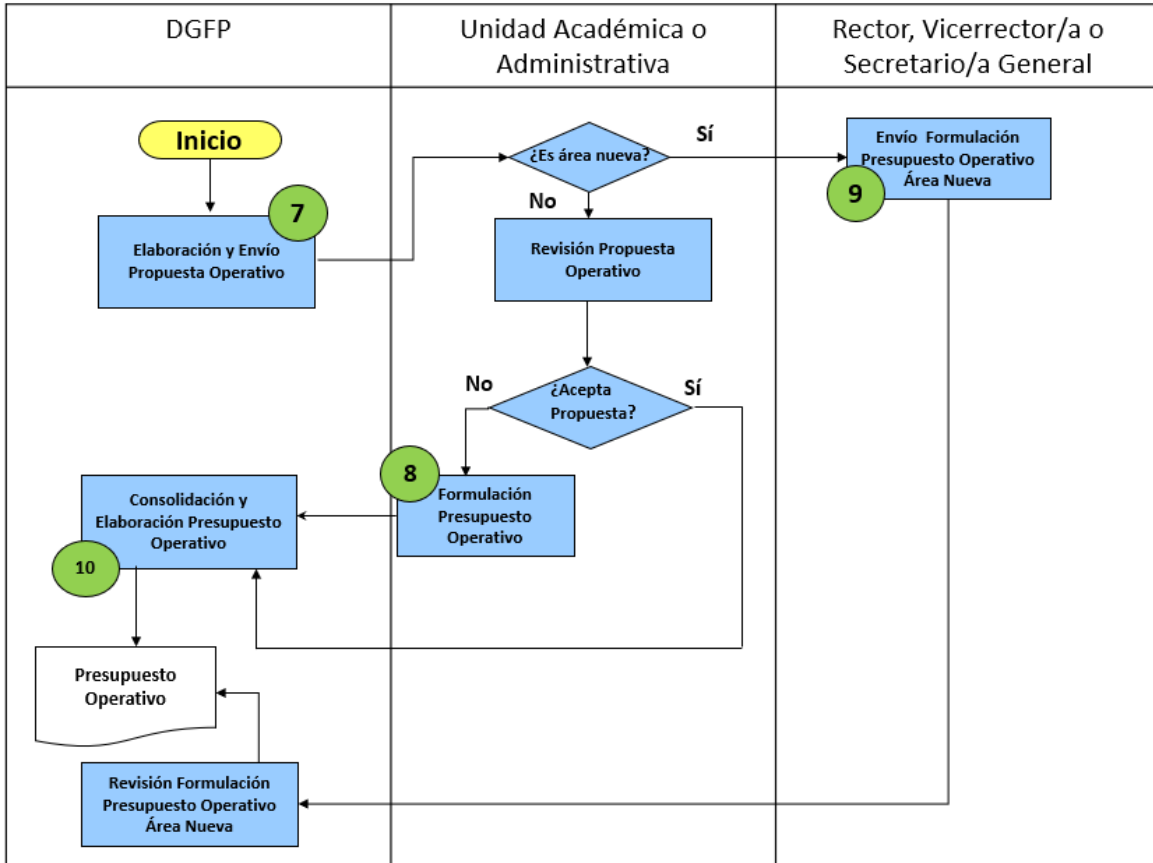 DGFP
Unidad Académica o
Administrativa
Rector, Vicerrector/a o
Secretario/a General
Inicio
7
Elaboración y Envío
Propuesta Operativo
¿Es área nueva?
Sí
No
Envío Formulación
Presupuesto Operativo
Área Nueva
9
Revisión Propuesta
Operativo
¿Acepta
Propuesta?
No
Sí
8
Formulación
Presupuesto
Operativo
Consolidación y
Elaboración Presupuesto
Operativo
10
Presupuesto
Operativo
Revisión Formulación
Presupuesto Operativo
Área Nueva